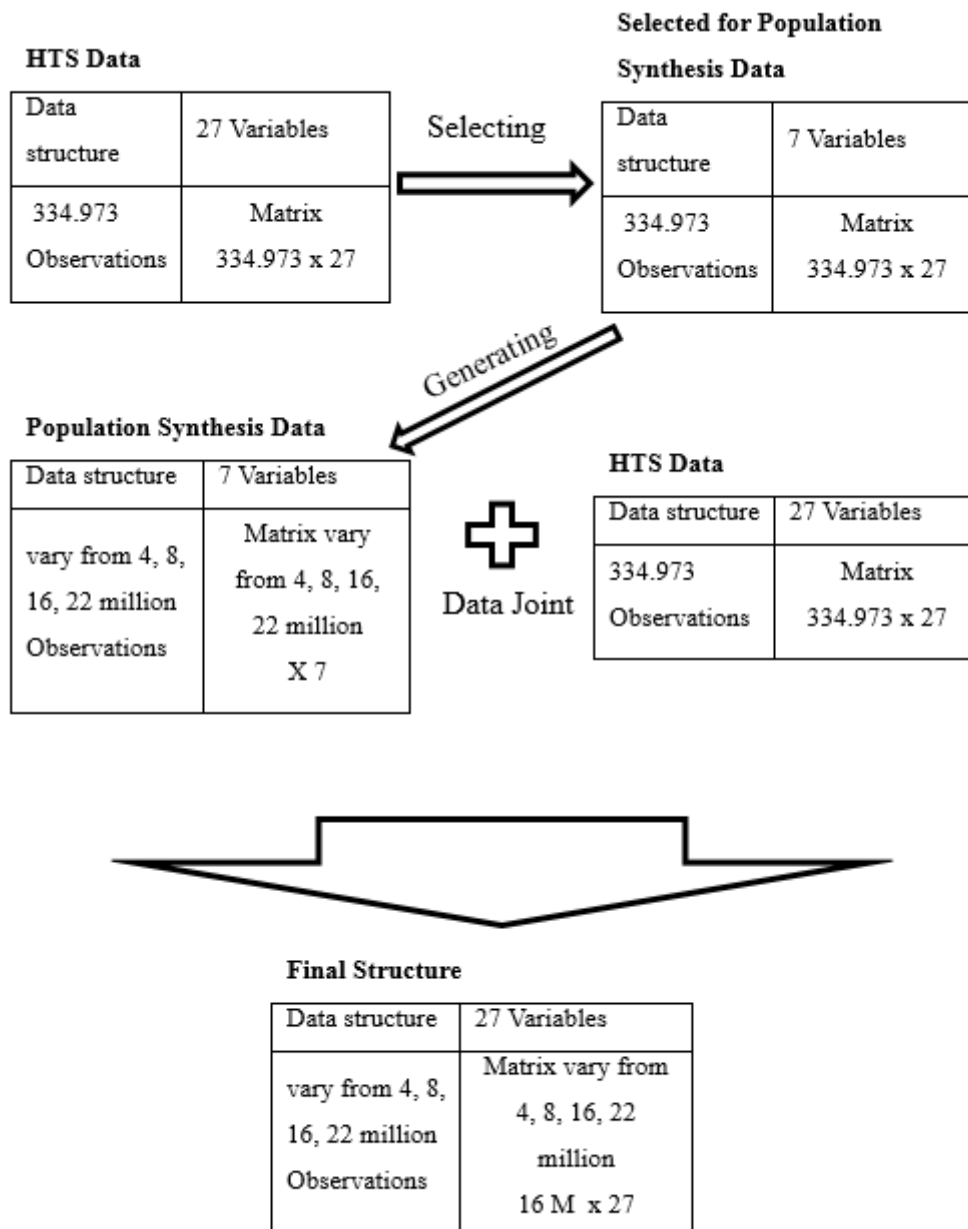 HTS Data
Data
structure
27 Variables
334.973
Observations
Matrix
334.973 x 27
Selecting
Selected for Population
Synthesis Data
Data
structure
7 Variables
334.973
Observations
Matrix
334.973 x 27
Generating
Population Synthesis Data
Data structure
7 Variables
vary from 4, 8,
16, 22 million
Observations
Matrix vary
from 4, 8, 16,
22 million
X 7
Data Joint
HTS Data
Data structure
27 Variables
334.973
Observations
Matrix
334.973 x 27
Final Structure
Data structure
27 Variables
vary from 4, 8,
16, 22 million
Observations
Matrix vary from
4, 8, 16, 22
million
16 M x 27